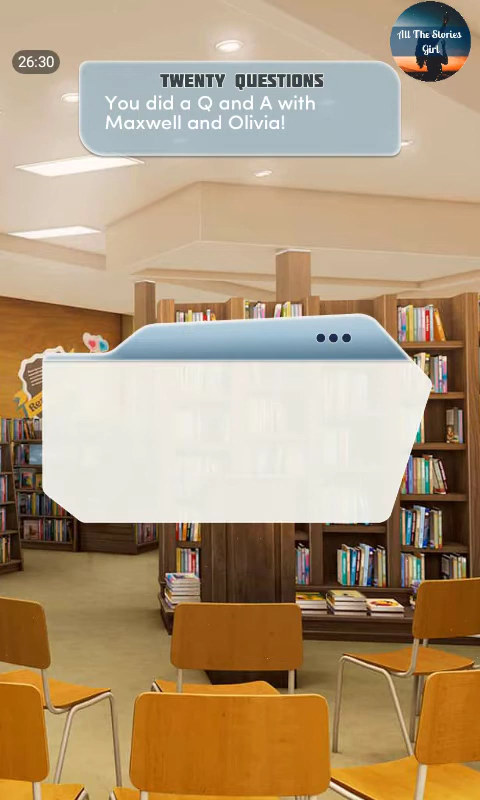 26:30
All The Stories
Girl
TWENTY QUESTIONS
You did a Q and A with
Maxwell and Olivia!